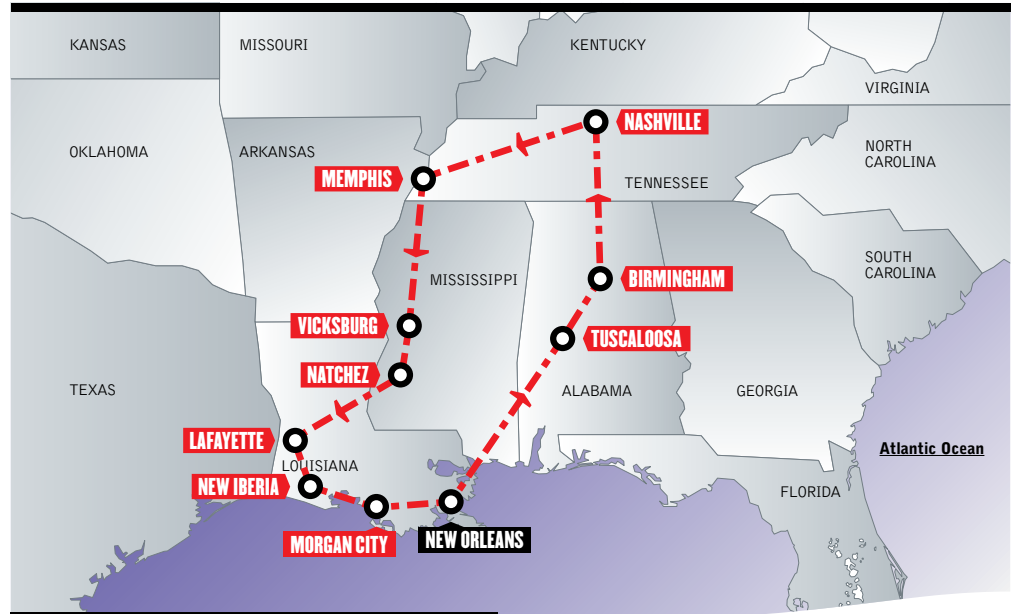 KANSAS
MISSOURI
KENTUCKY
VIRGINIA
OKLAHOMA
ARKANSAS
NASHVILLE
NORTH
CAROLINA
MEMPHIS
TENNESSEE
MISSISSIPPI
BIRMINGHAM
SOUTH
CAROLINA
VICKSBURG
TUSCALOOSA
NATCHEZ
TEXAS
ALABAMA
GEORGIA
LAFAYETTE
Atlantic Ocean
LOUISIANA
NEW IBERIA
FLORIDA
MORGAN CITY
NEW ORLEANS